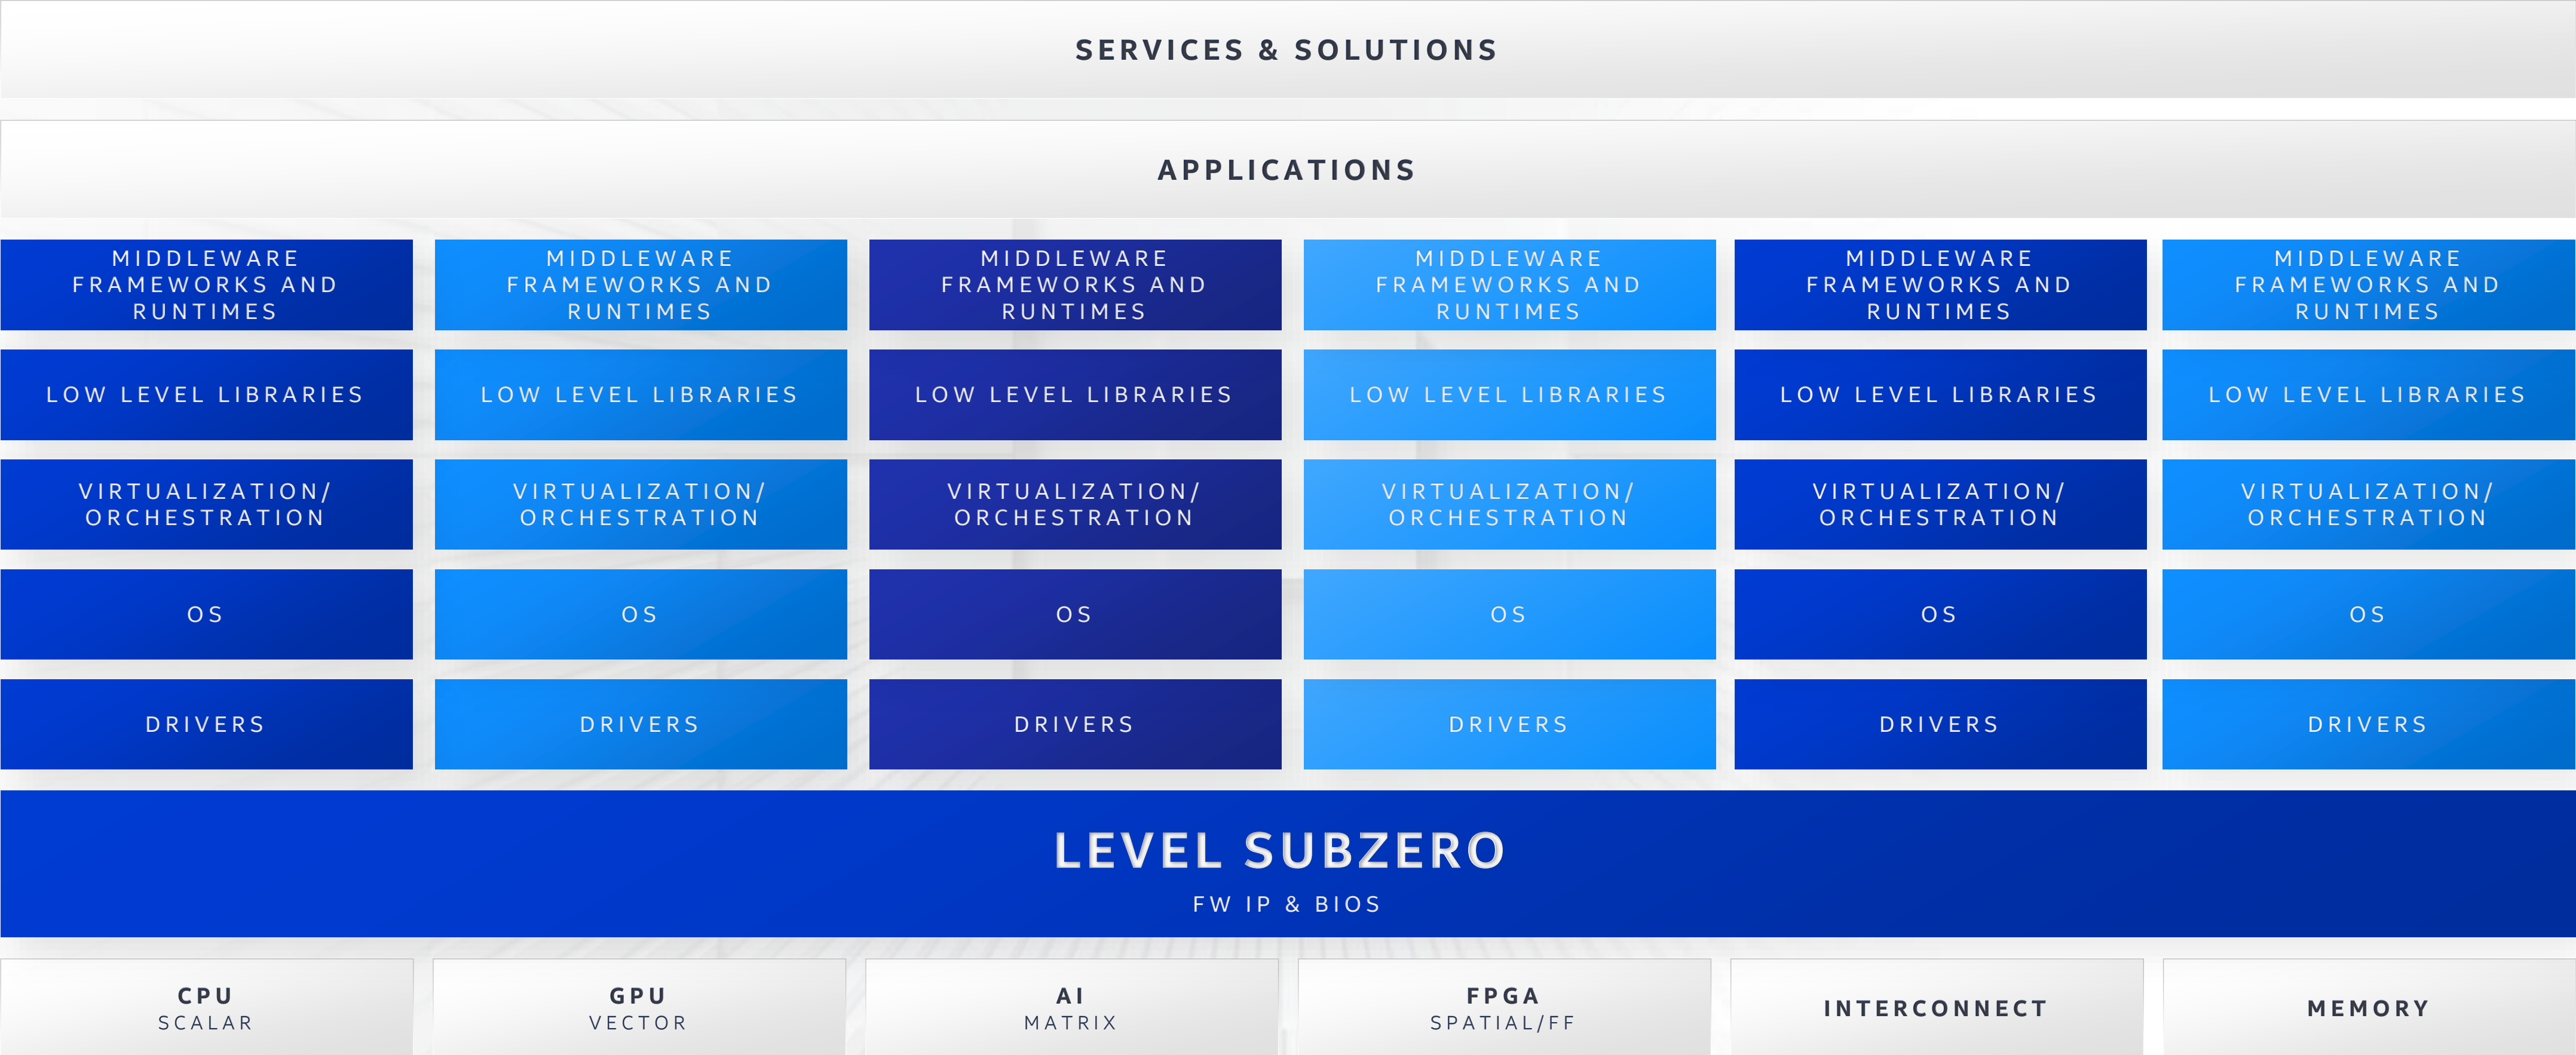 SERVICES & SOLUTIONS
APPLICATIONS
MIDDLEWARE
FRAMEWORKS AND
RUNTIMES
MIDDLEWARE
FRAMEWORKS AND
RUNTIMES
MIDDLEWARE
FRAMEWORKS AND
RUNTIMES
MIDDLEWARE
FRAMEWORKS AND
RUNTIMES
MIDDLEWARE
FRAMEWORKS AND
RUNTIMES
MIDDLEWARE
FRAMEWORKS AND
RUNTIMES
LOW LEVEL LIBRARIES
LOW LEVEL LIBRARIES
LOW LEVEL LIBRARIES
LOW LEVEL LIBRARIES
LOW LEVEL LIBRARIES
LOW LEVEL LIBRARIES
VIRTUALIZATION/
ORCHESTRATION
VIRTUALIZATION/
ORCHESTRATION
VIRTUALIZATION/
ORCHESTRATION
VIRTUALIZATION/
ORCHESTRATION
VIRTUALIZATION/
ORCHESTRATION
VIRTUALIZATION/
ORCHESTRATION
OS
OS
OS
OS
OS
OS
DRIVERS
DRIVERS
DRIVERS
DRIVERS
DRIVERS
DRIVERS
LEVEL SUBZERO
FW IP & BIOS
CPU
SCALAR
GPU
VECTOR
AI
MATRIX
FPGA
SPATIAL/FF
INTERCONNECT
MEMORY